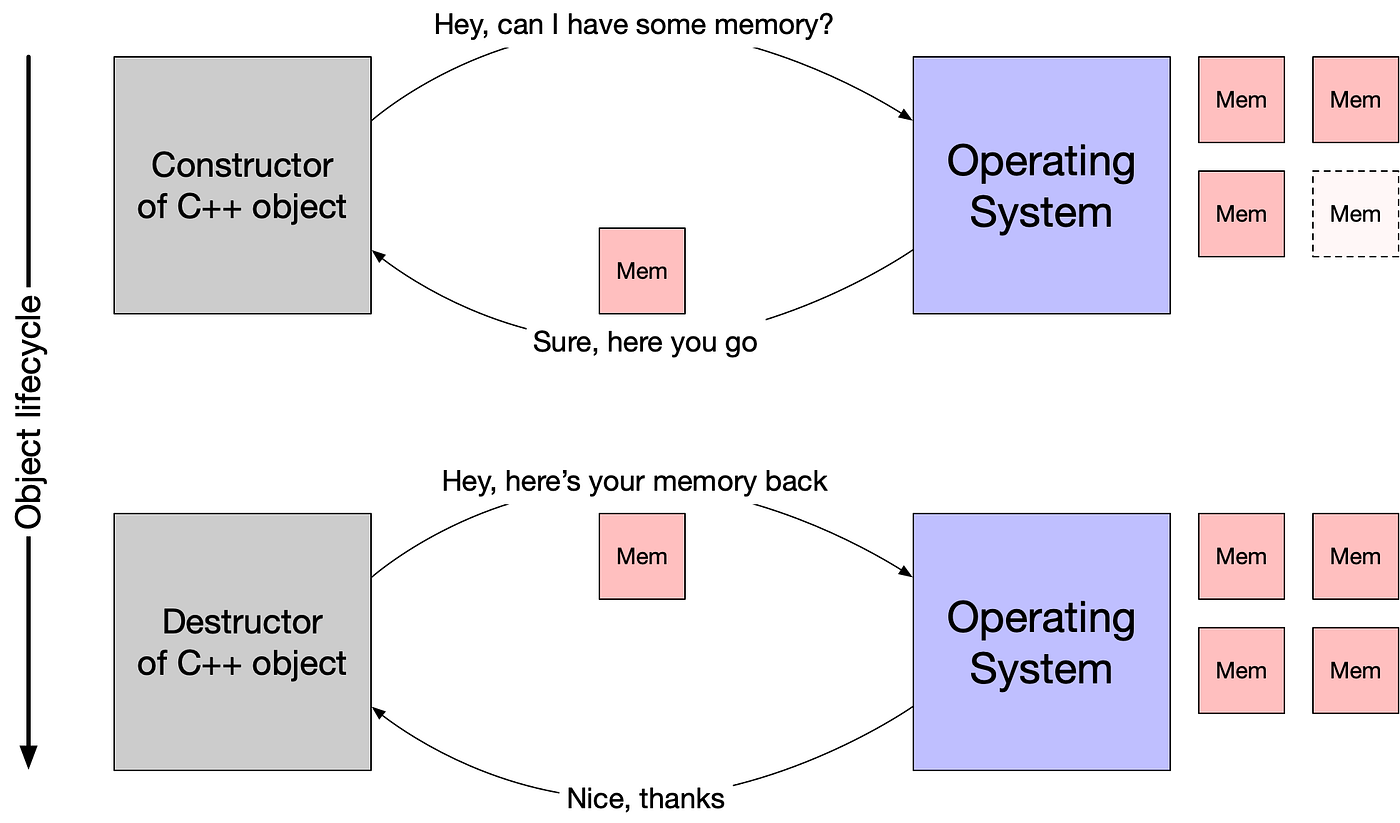 Hey, can I have some memory?
Constructor
of C++ object
Operating
System
Mem
Mem
Mem
Mem
Mem
Sure, here you go
Object lifecycle
Hey, here’s your memory back
Destructor
of C++ object
Mem
Operating
System
Mem
Mem
Mem
Mem
Nice, thanks